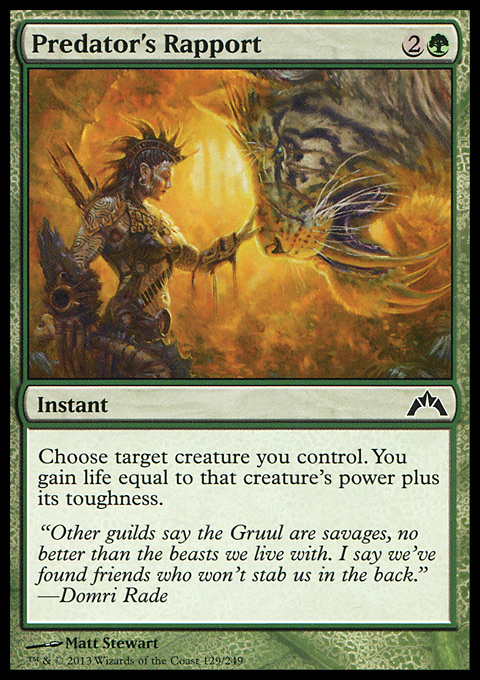 Predator's Rapport 2
Instant
Choose target creature you control. You
gain life equal to that creature's power plus
its toughness.
"Other guilds say the Gruul are savages, no
better than the beasts we live with. I say we've
found friends who won't stab us in the back."
—Domri Rade
Matt Stewart
™ & © 2013 Wizards of the Coast 129/249